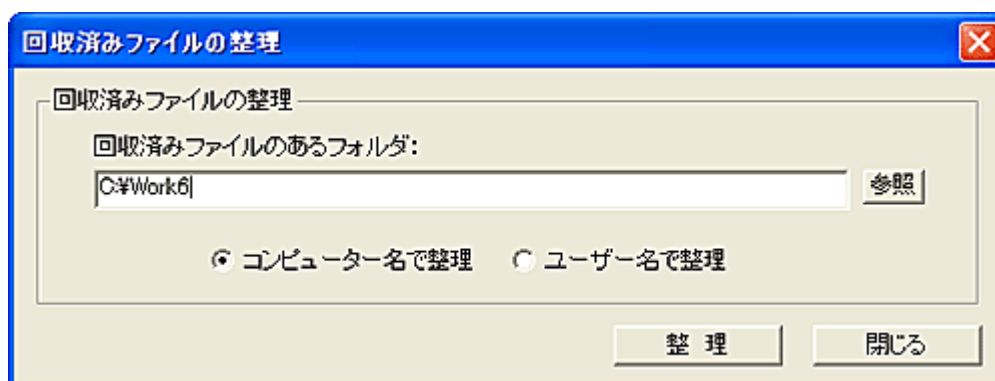 回収済みファイルの整理
回収済みファイルの整理
回収済みファイルのあるフォルダ:
C:¥Work6 参照
コンピューター名で整理 ユーザー名で整理
整 理 閉じる